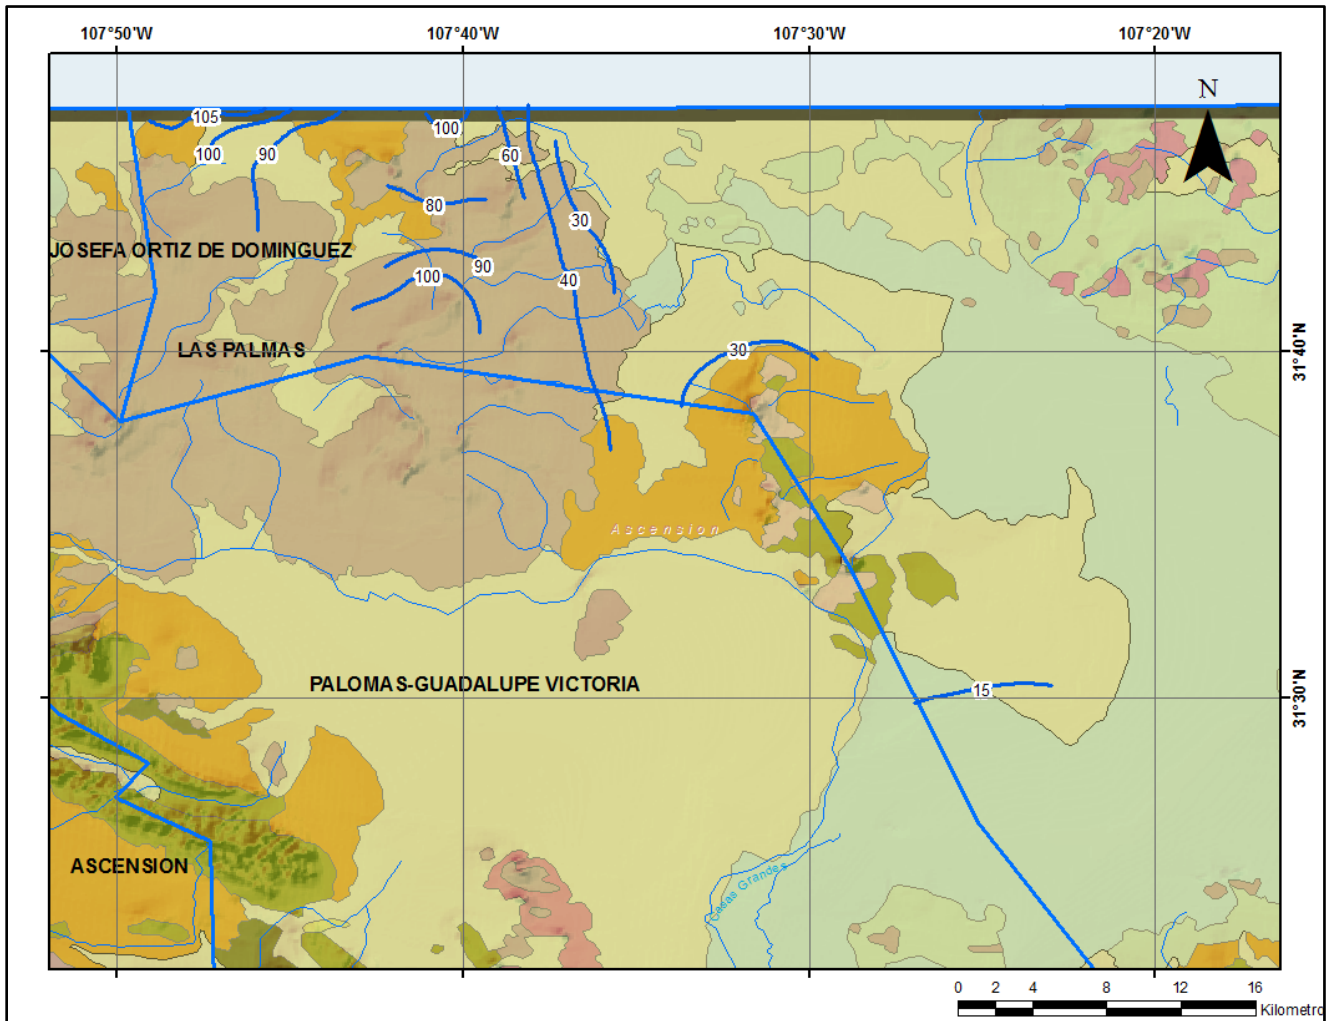 107°50'W 107°40'W 107°30'W 107°20'W
N
105
100
100 90
60
80
30
JOSEFA ORTIZ DE DOMINGUEZ
90
100
40
LAS PALMAS
30
31°40'N
Ascension
PALOMAS-GUADALUPE VICTORIA
15
31°30'N
ASCENSION
Casas Grandes
0 2 4 8 12 16
Kilometro